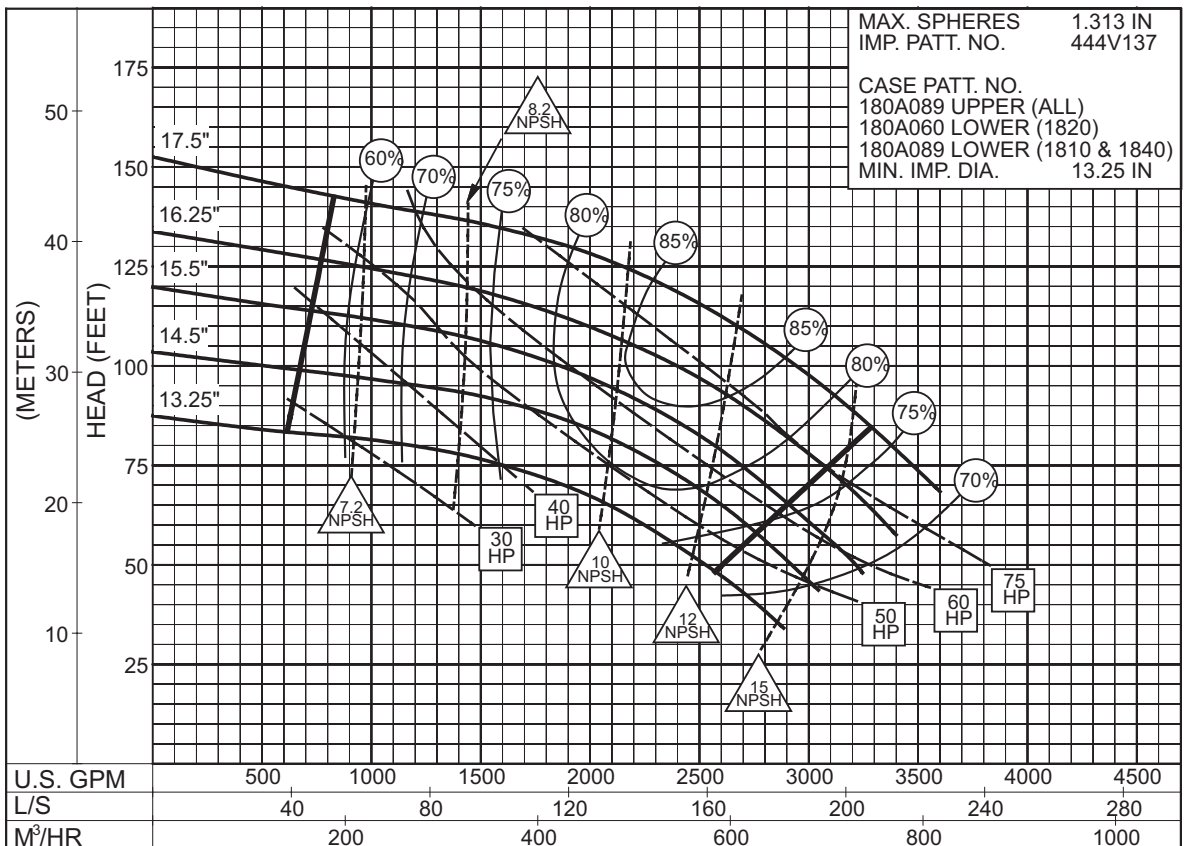 MAX. SPHERES 1.313 IN
IMP. PATT. NO. 444V137
CASE PATT. NO.
180A089 UPPER (ALL)
180A060 LOWER (1820)
180A089 LOWER (1810 & 1840)
MIN. IMP. DIA. 13.25 IN
(METERS)
50
40
30
20
10
HEAD (FEET)
175
150
125
100
75
50
25
17.5"
16.25"
15.5"
14.5"
13.25"
60%
70%
75%
80%
85%
85%
80%
75%
70%
8.2
NPSH
7.2
NPSH
10
NPSH
12
NPSH
15
NPSH
30
HP
40
HP
50
HP
60
HP
75
HP
U.S. GPM 500 1000 1500 2000 2500 3000 3500 4000 4500
L/S 40 80 120 160 200 240 280
M3/HR 200 400 600 800 1000